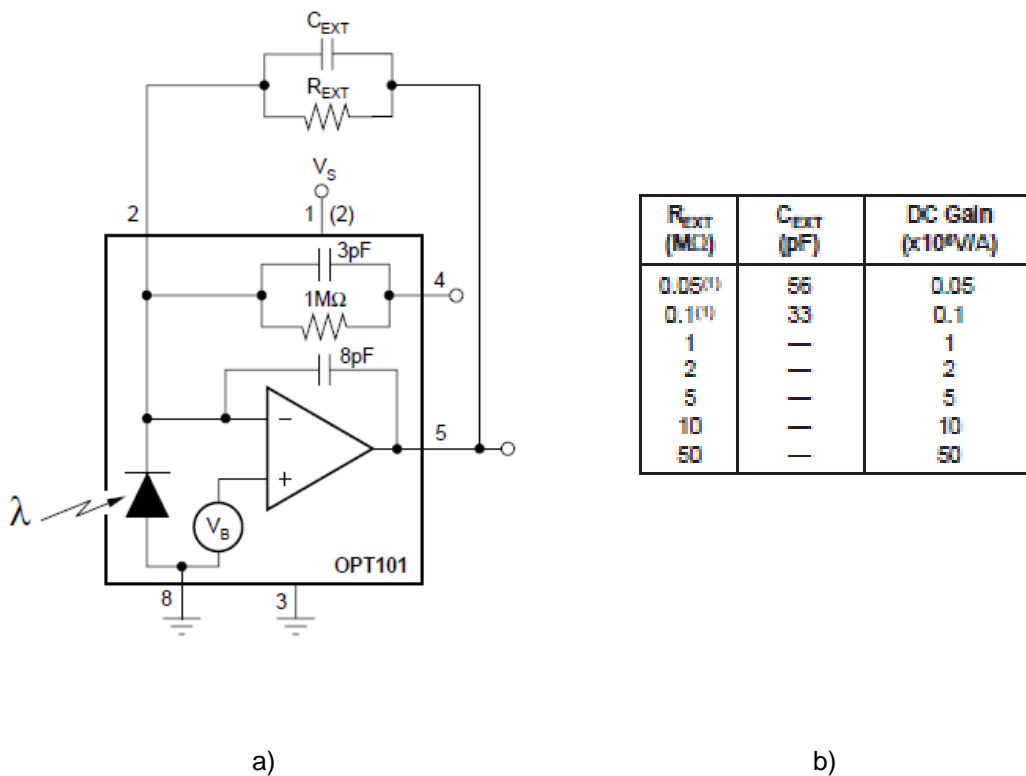 C_EXT
R_EXT
V_S
2
1 (2)
3pF
4
1MΩ
8pF
5
−
+
λ
V_B
OPT101
8
3
R_EXT (MΩ) C_EXT (pF) DC Gain (x10⁶V/A)
0.05⁽¹⁾ 56 0.05
0.1⁽¹⁾ 33 0.1
1 — 1
2 — 2
5 — 5
10 — 10
50 — 50
a)
b)